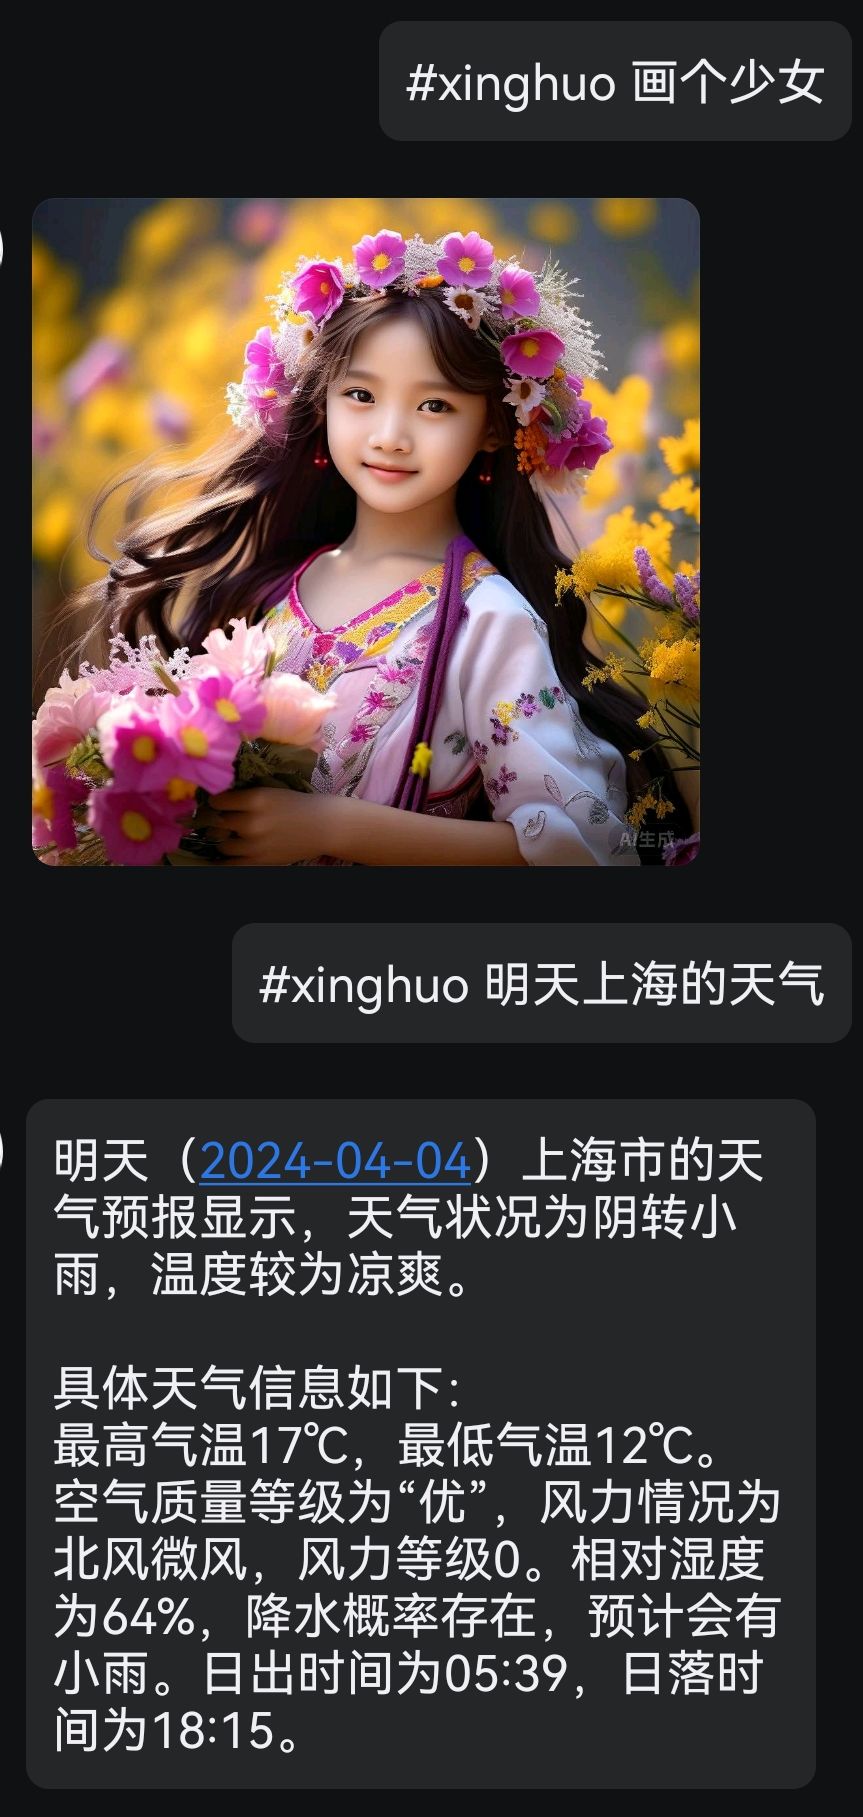 #xinghuo 画个少女
AI生成
#xinghuo 明天上海的天气
明天（2024-04-04）上海市的天
气预报显示，天气状况为阴转小
雨，温度较为凉爽。
具体天气信息如下：
最高气温17℃，最低气温12℃。
空气质量等级为“优”，风力情况为
北风微风，风力等级0。相对湿度
为64%，降水概率存在，预计会有
小雨。日出时间为05:39，日落时
间为18:15。